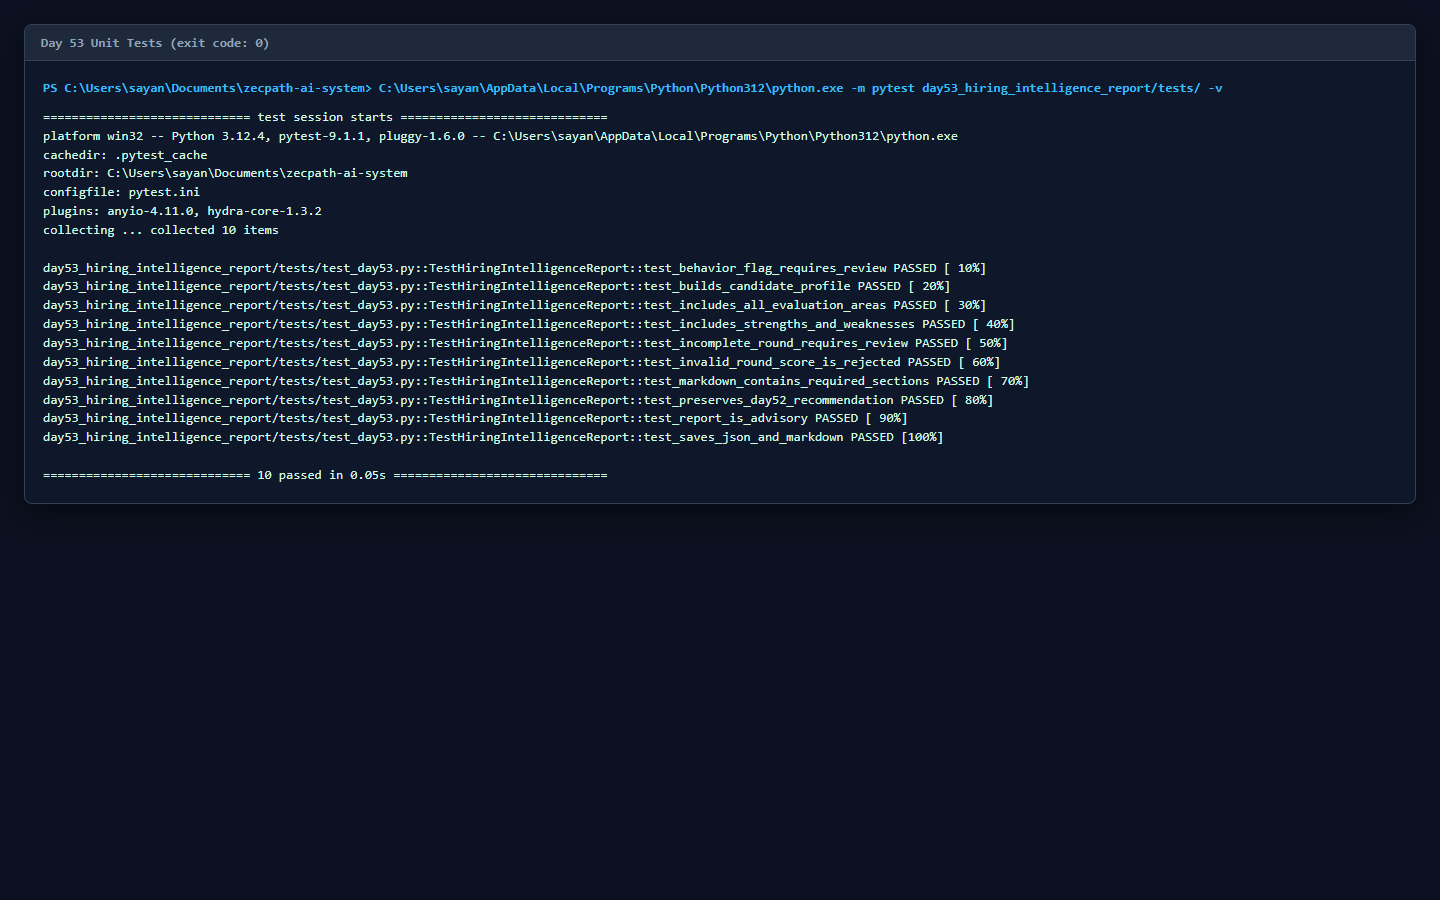 Day 53 Unit Tests (exit code: 0)
PS C:\Users\sayan\Documents\zecpath-ai-system> C:\Users\sayan\AppData\Local\Programs\Python\Python312\python.exe -m pytest day53_hiring_intelligence_report/tests/ -v
============================= test session starts =============================
platform win32 -- Python 3.12.4, pytest-9.1.1, pluggy-1.6.0 -- C:\Users\sayan\AppData\Local\Programs\Python\Python312\python.exe
cachedir: .pytest_cache
rootdir: C:\Users\sayan\Documents\zecpath-ai-system
configfile: pytest.ini
plugins: anyio-4.11.0, hydra-core-1.3.2
collecting ... collected 10 items
day53_hiring_intelligence_report/tests/test_day53.py::TestHiringIntelligenceReport::test_behavior_flag_requires_review PASSED [ 10%]
day53_hiring_intelligence_report/tests/test_day53.py::TestHiringIntelligenceReport::test_builds_candidate_profile PASSED [ 20%]
day53_hiring_intelligence_report/tests/test_day53.py::TestHiringIntelligenceReport::test_includes_all_evaluation_areas PASSED [ 30%]
day53_hiring_intelligence_report/tests/test_day53.py::TestHiringIntelligenceReport::test_includes_strengths_and_weaknesses PASSED [ 40%]
day53_hiring_intelligence_report/tests/test_day53.py::TestHiringIntelligenceReport::test_incomplete_round_requires_review PASSED [ 50%]
day53_hiring_intelligence_report/tests/test_day53.py::TestHiringIntelligenceReport::test_invalid_round_score_is_rejected PASSED [ 60%]
day53_hiring_intelligence_report/tests/test_day53.py::TestHiringIntelligenceReport::test_markdown_contains_required_sections PASSED [ 70%]
day53_hiring_intelligence_report/tests/test_day53.py::TestHiringIntelligenceReport::test_preserves_day52_recommendation PASSED [ 80%]
day53_hiring_intelligence_report/tests/test_day53.py::TestHiringIntelligenceReport::test_report_is_advisory PASSED [ 90%]
day53_hiring_intelligence_report/tests/test_day53.py::TestHiringIntelligenceReport::test_saves_json_and_markdown PASSED [100%]
============================= 10 passed in 0.05s ==============================